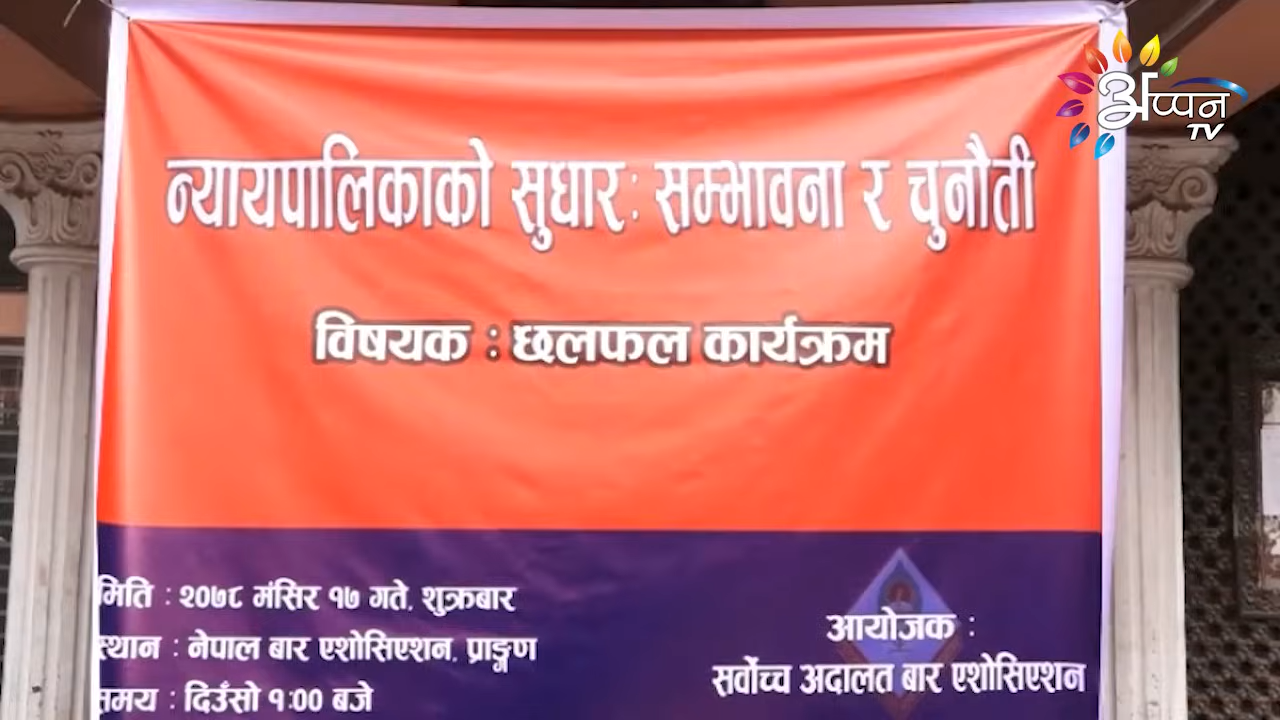 अप्पन
TV
न्यायपालिकाको सुधारः सम्भावना र चुनौती
विषयक : छलफल कार्यक्रम
मिति : २०७८ मंसिर १७ गते, शुक्रबार
स्थान : नेपाल बार एशोसिएशन, प्राङ्गण
समय : दिउँसो १:00 बजे
आयोजक :
सर्वोच्च अदालत बार एशोसिएशन